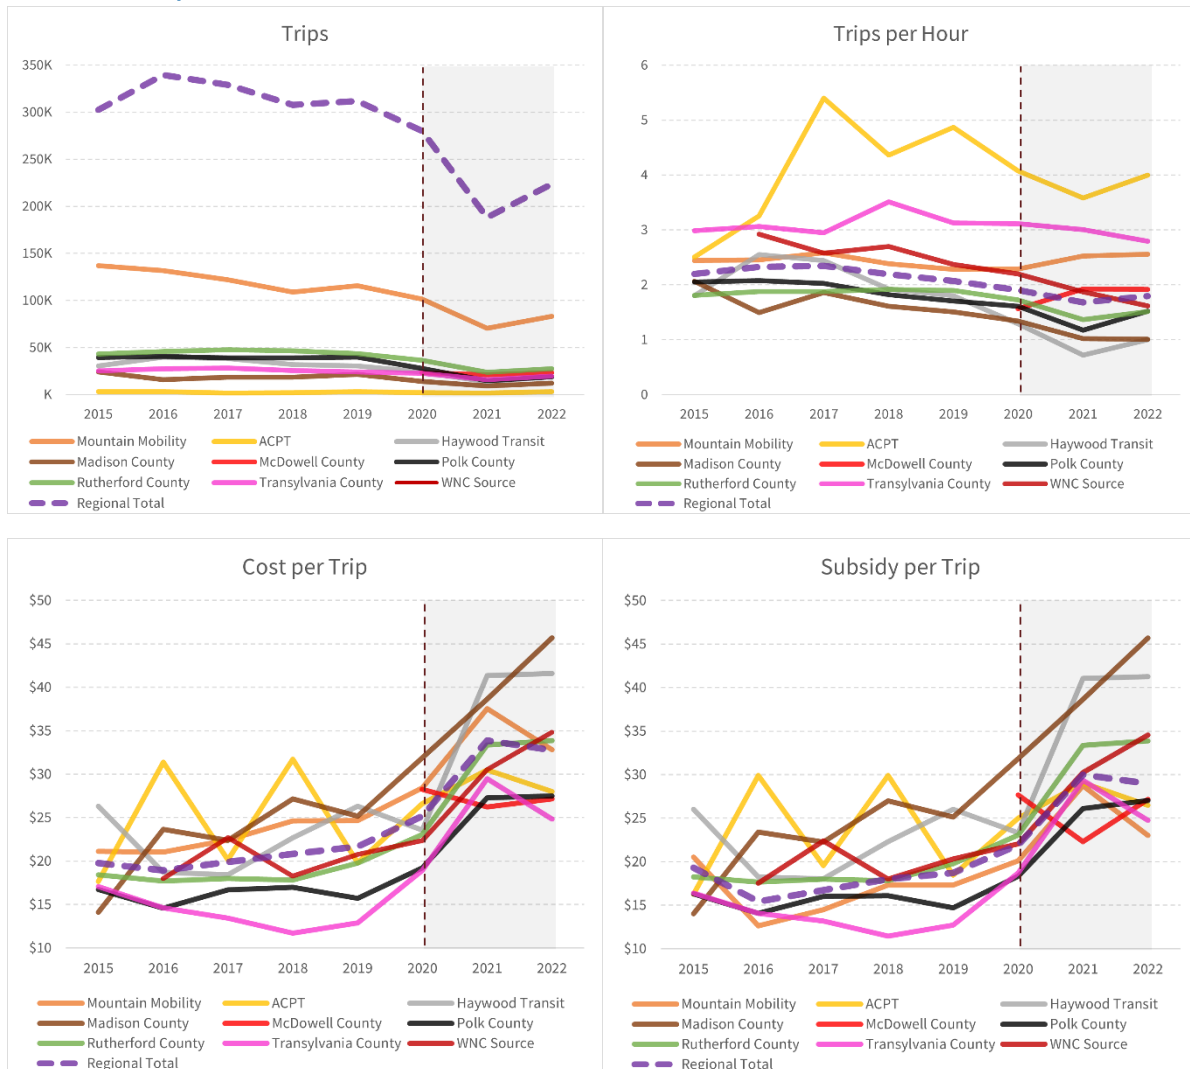 Trips
350K
300K
250K
200K
150K
100K
50K
K
2015 2016 2017 2018 2019 2020 2021 2022
Mountain Mobility ACPT Haywood Transit
Madison County McDowell County Polk County
Rutherford County Transylvania County WNC Source
Regional Total
Trips per Hour
6
5
4
3
2
1
0
2015 2016 2017 2018 2019 2020 2021 2022
Mountain Mobility ACPT Haywood Transit
Madison County McDowell County Polk County
Rutherford County Transylvania County WNC Source
Regional Total
Cost per Trip
$50
$45
$40
$35
$30
$25
$20
$15
$10
2015 2016 2017 2018 2019 2020 2021 2022
Mountain Mobility ACPT Haywood Transit
Madison County McDowell County Polk County
Rutherford County Transylvania County WNC Source
Regional Total
Subsidy per Trip
$50
$45
$40
$35
$30
$25
$20
$15
$10
2015 2016 2017 2018 2019 2020 2021 2022
Mountain Mobility ACPT Haywood Transit
Madison County McDowell County Polk County
Rutherford County Transylvania County WNC Source
Regional Total